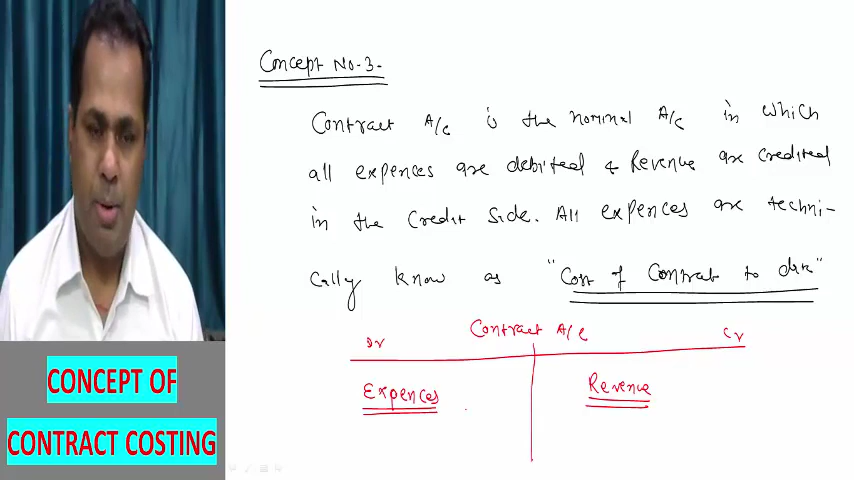 Concept No-3-
Contract A/c is the nominal A/c in which
all expences are debited & Revenue are credited
in the Credit Side. All expences are techni-
cally know as "Cost of Contract to date"
Dr Contract A/c Cr
Expences Revenue
CONCEPT OF
CONTRACT COSTING